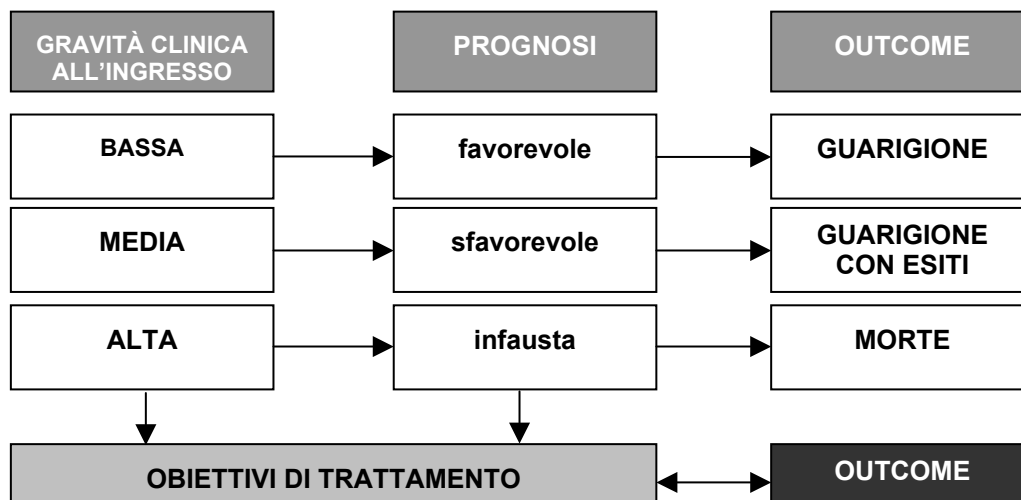 GRAVITÀ CLINICA
ALL’INGRESSO
PROGNOSI
OUTCOME
BASSA
favorevole
GUARIGIONE
MEDIA
sfavorevole
GUARIGIONE
CON ESITI
ALTA
infausta
MORTE
OBIETTIVI DI TRATTAMENTO
OUTCOME